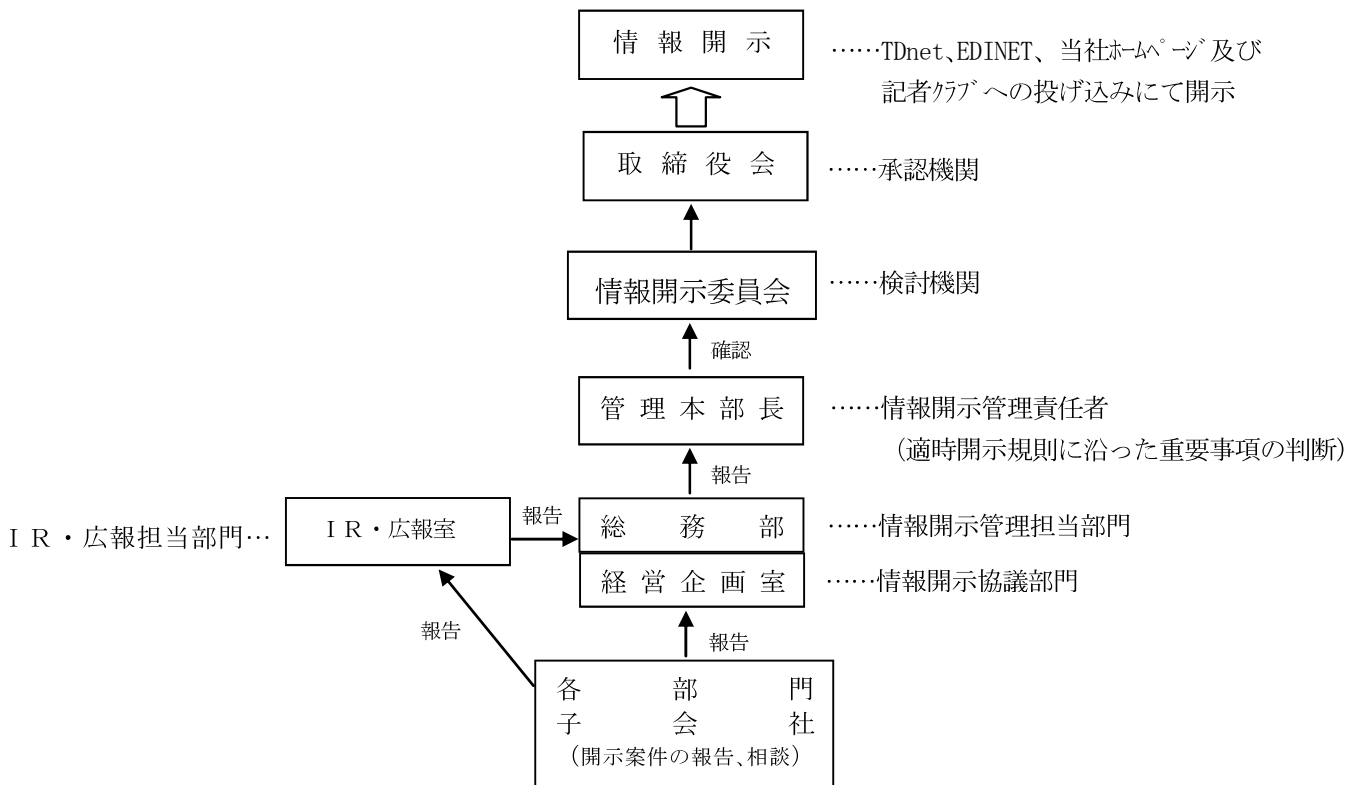 情報開示 ……TDnet、EDINET、当社ﾎｰﾑﾍﾟｰｼﾞ及び
記者ｸﾗﾌﾞへの投げ込みにて開示
取締役会 ……承認機関
情報開示委員会 ……検討機関
確認
管理本部長 ……情報開示管理責任者
(適時開示規則に沿った重要事項の判断)
報告
ＩＲ・広報担当部門… ＩＲ・広報室 報告 総務部 ……情報開示管理担当部門
経営企画室 ……情報開示協議部門
報告 報告
各部門
子会社
(開示案件の報告、相談)